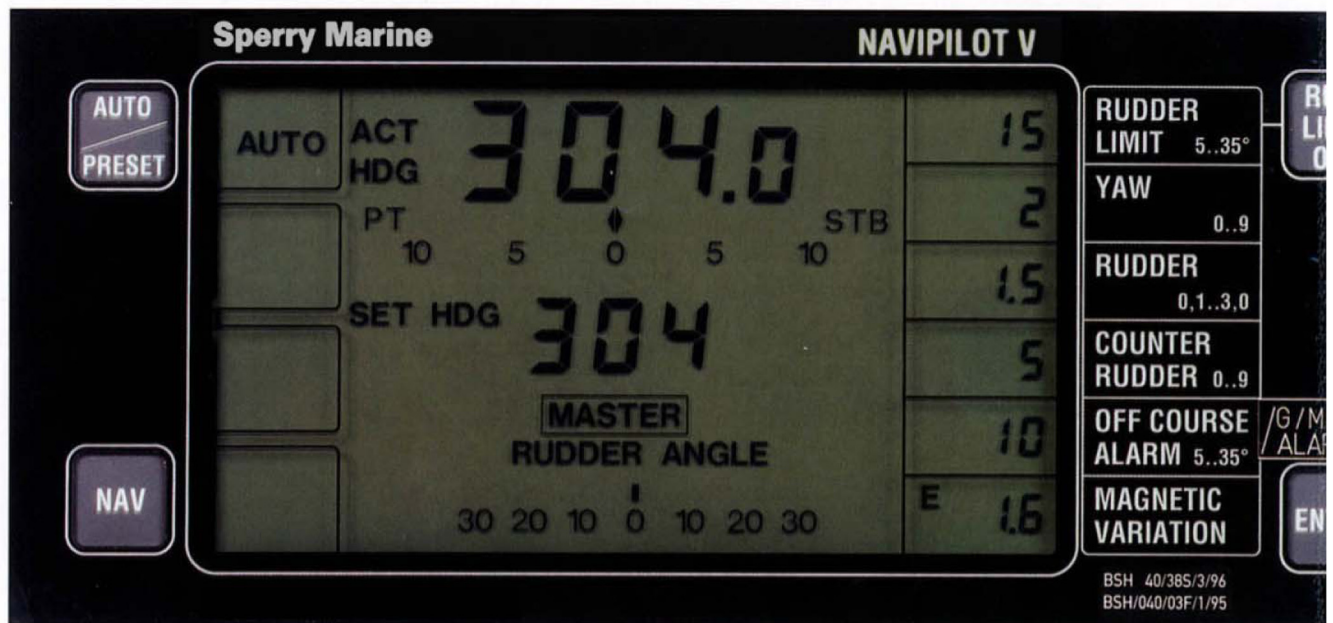 Sperry Marine
NAVIPILOT V
AUTO
PRESET
NAV
AUTO
ACT
HDG
304.0
PT
STB
10 5 0 5 10
SET HDG
304
MASTER
RUDDER ANGLE
30 20 10 0 10 20 30
15
2
1.5
5
10
E 1.6
RUDDER
LIMIT 5..35°
YAW
0..9
RUDDER
0,1..3,0
COUNTER
RUDDER 0..9
OFF COURSE
ALARM 5..35°
MAGNETIC
VARIATION
BSH 40/38S/3/96
BSH/040/03F/1/95